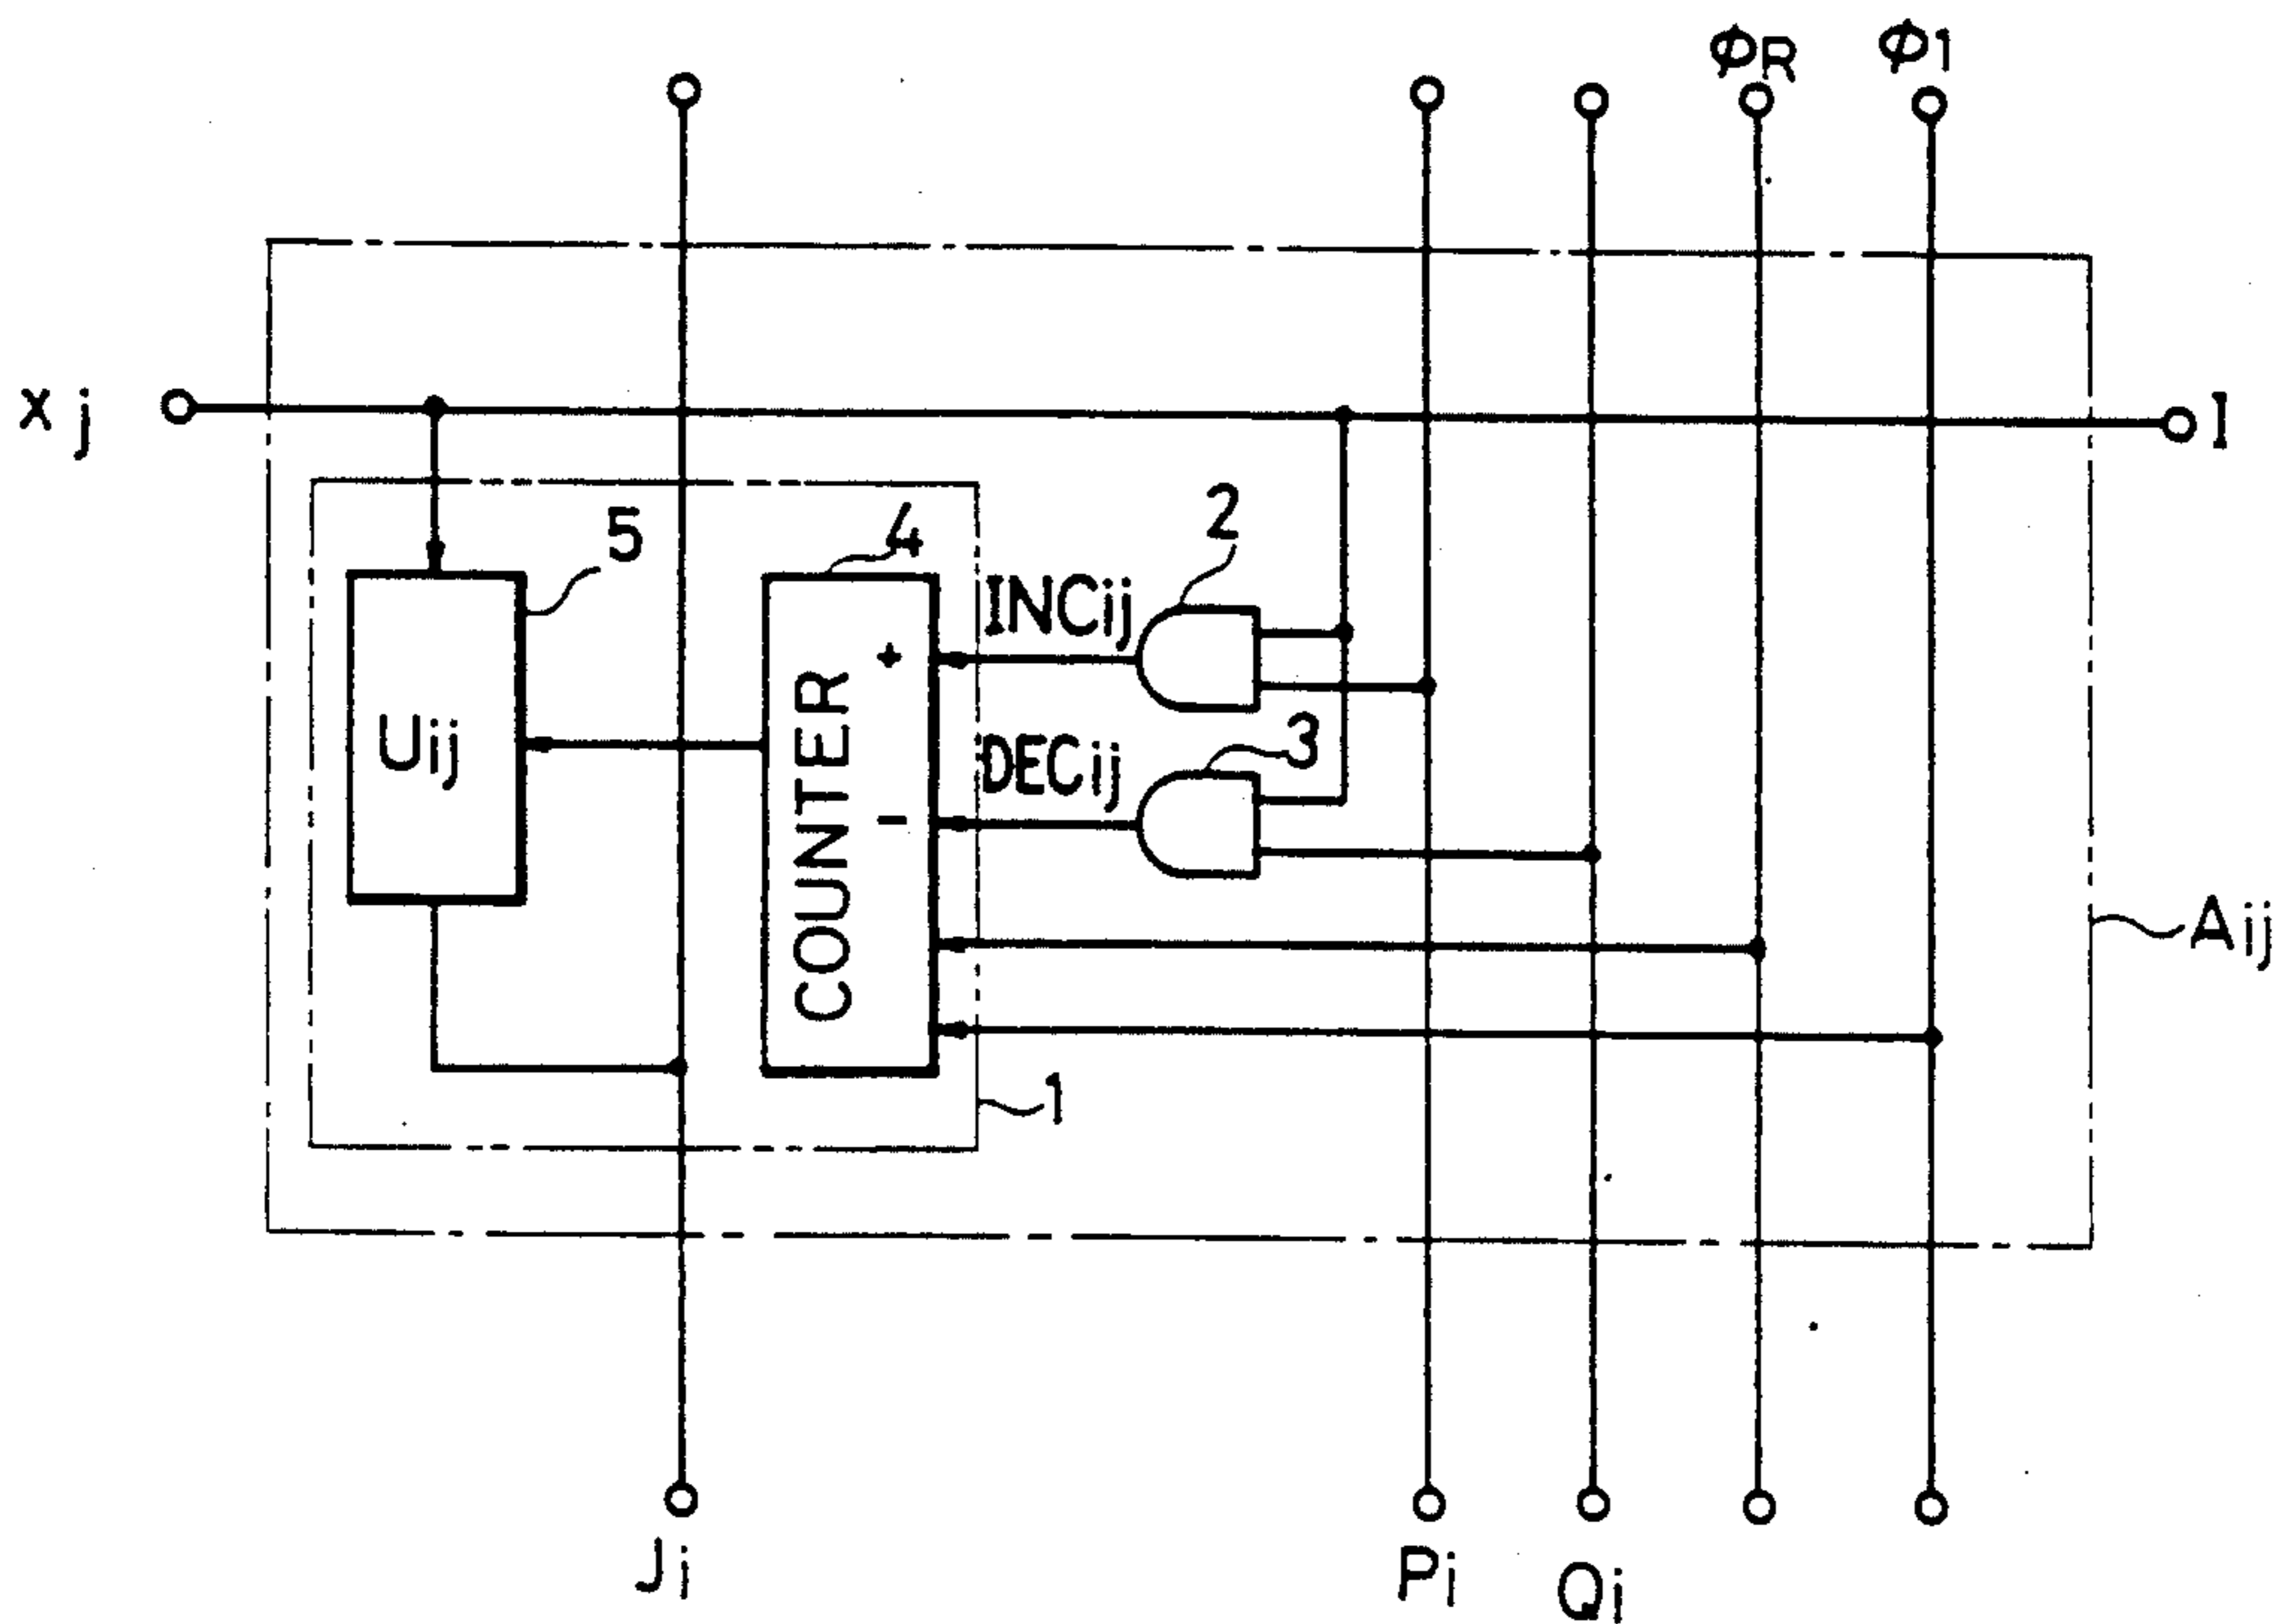 ϕR
ϕ1
xj
I
5
4
2
INCij
Uij
COUNTER
+
3
DECij
-
Aij
1
Ji
Pi
Qi